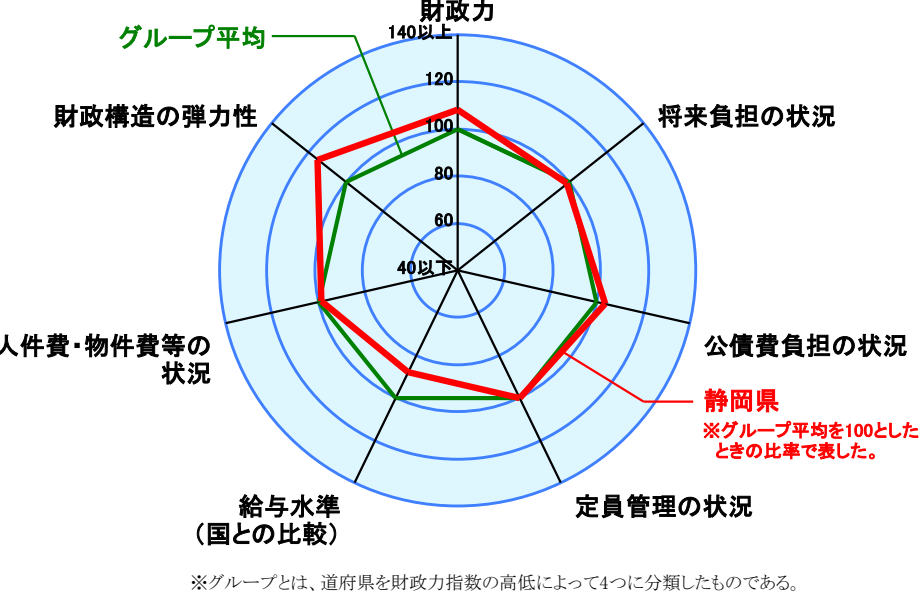 財政力
140以上
グループ平均
120
財政構造の弾力性
将来負担の状況
100
80
60
40以下
人件費・物件費等の
状況
公債費負担の状況
静岡県
※グループ平均を100とした
ときの比率で表した。
給与水準
（国との比較）
定員管理の状況
※グループとは、道府県を財政力指数の高低によって4つに分類したものである。